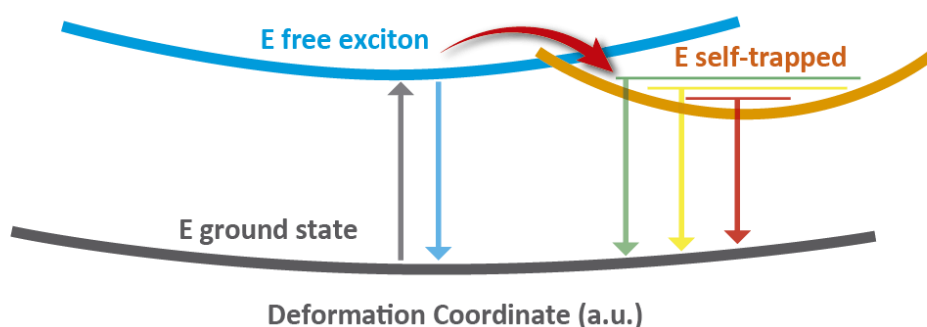 E free exciton
E self-trapped
E ground state
Deformation Coordinate (a.u.)